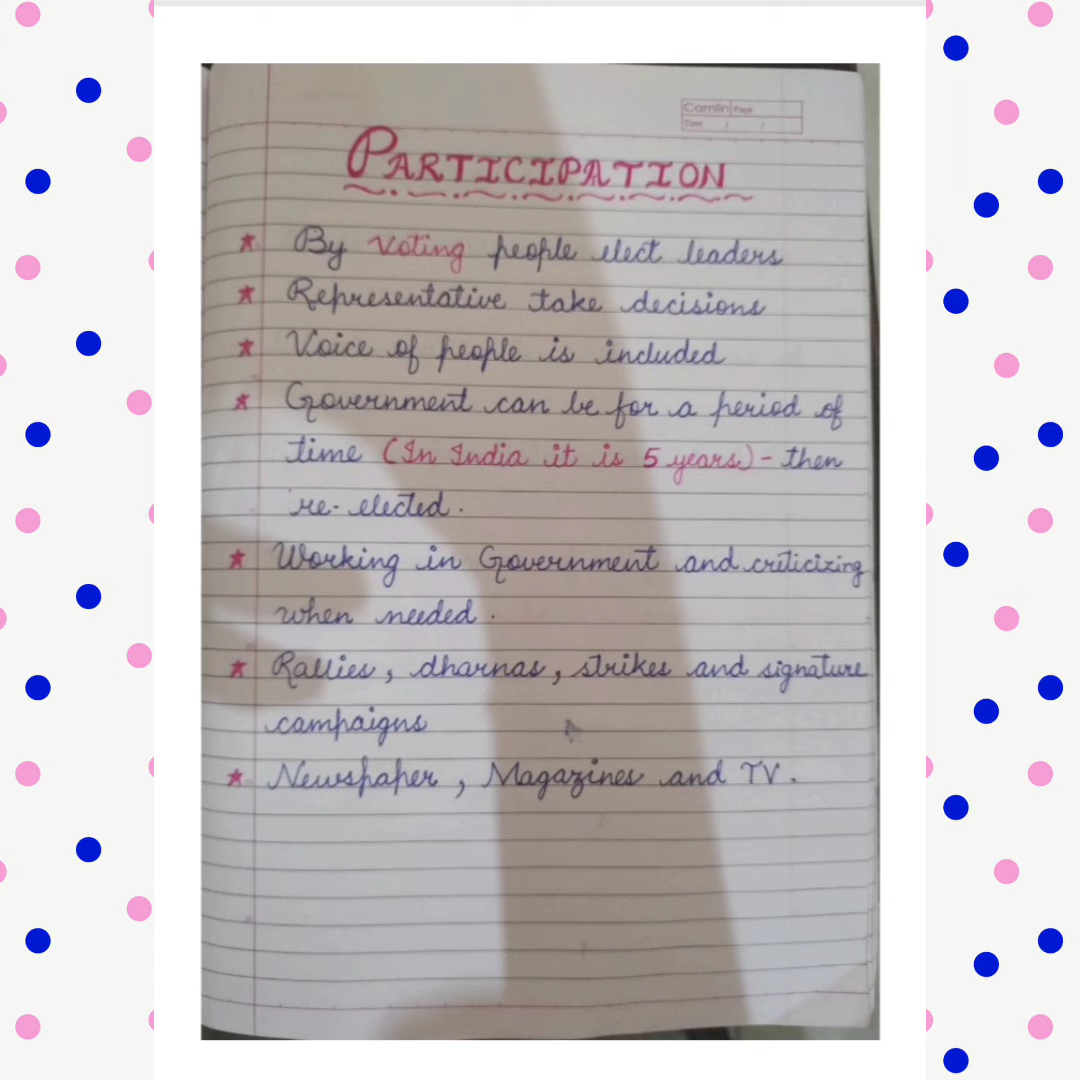 Camlin Page
Date / /
PARTICIPATION
★ By Voting people elect leaders
★ Representative take decisions
★ Voice of people is included
★ Government can be for a period of
time (In India it is 5 years) - then
re-elected.
★ Working in Government and criticizing
when needed.
★ Rallies, dharnas, strikes and signature
campaigns
★ Newspaper, Magazines and TV.